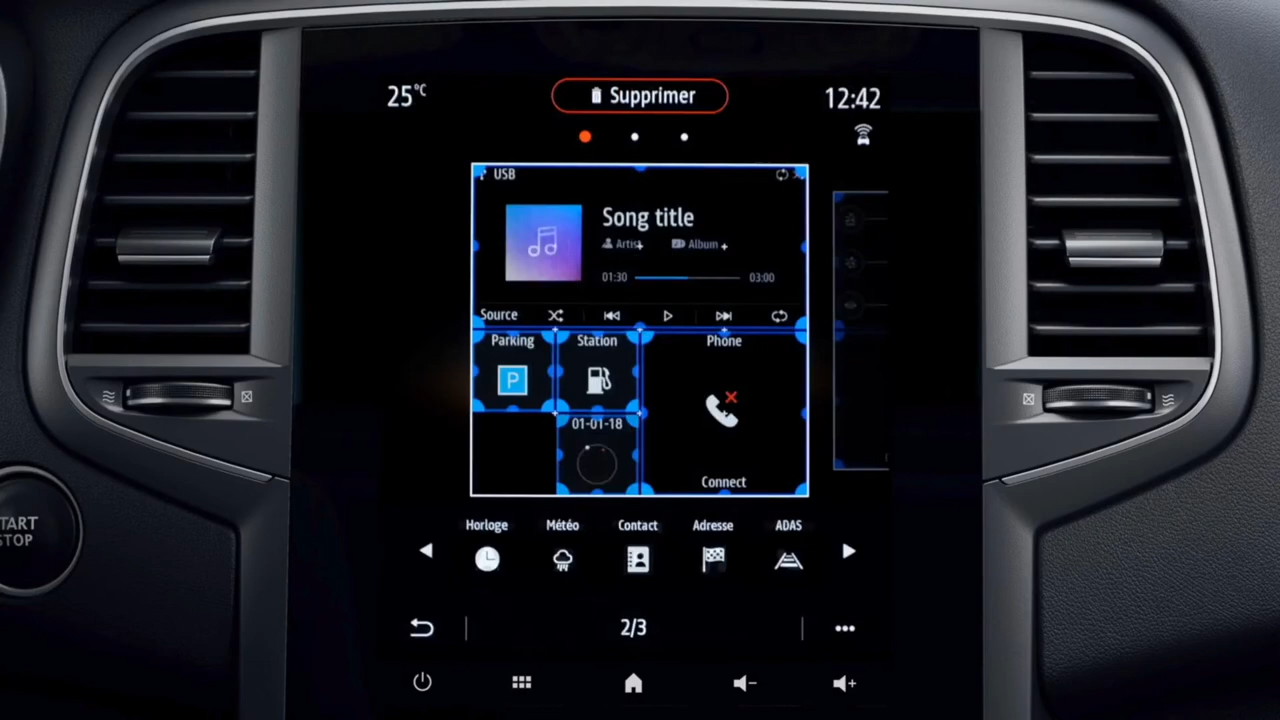 25°C
Supprimer
12:42
USB
Song title
Artist
Album
01:30
03:00
Source
Parking
Station
Phone
P
01-01-18
Connect
Horloge
Météo
Contact
Adresse
ADAS
START
STOP
2/3